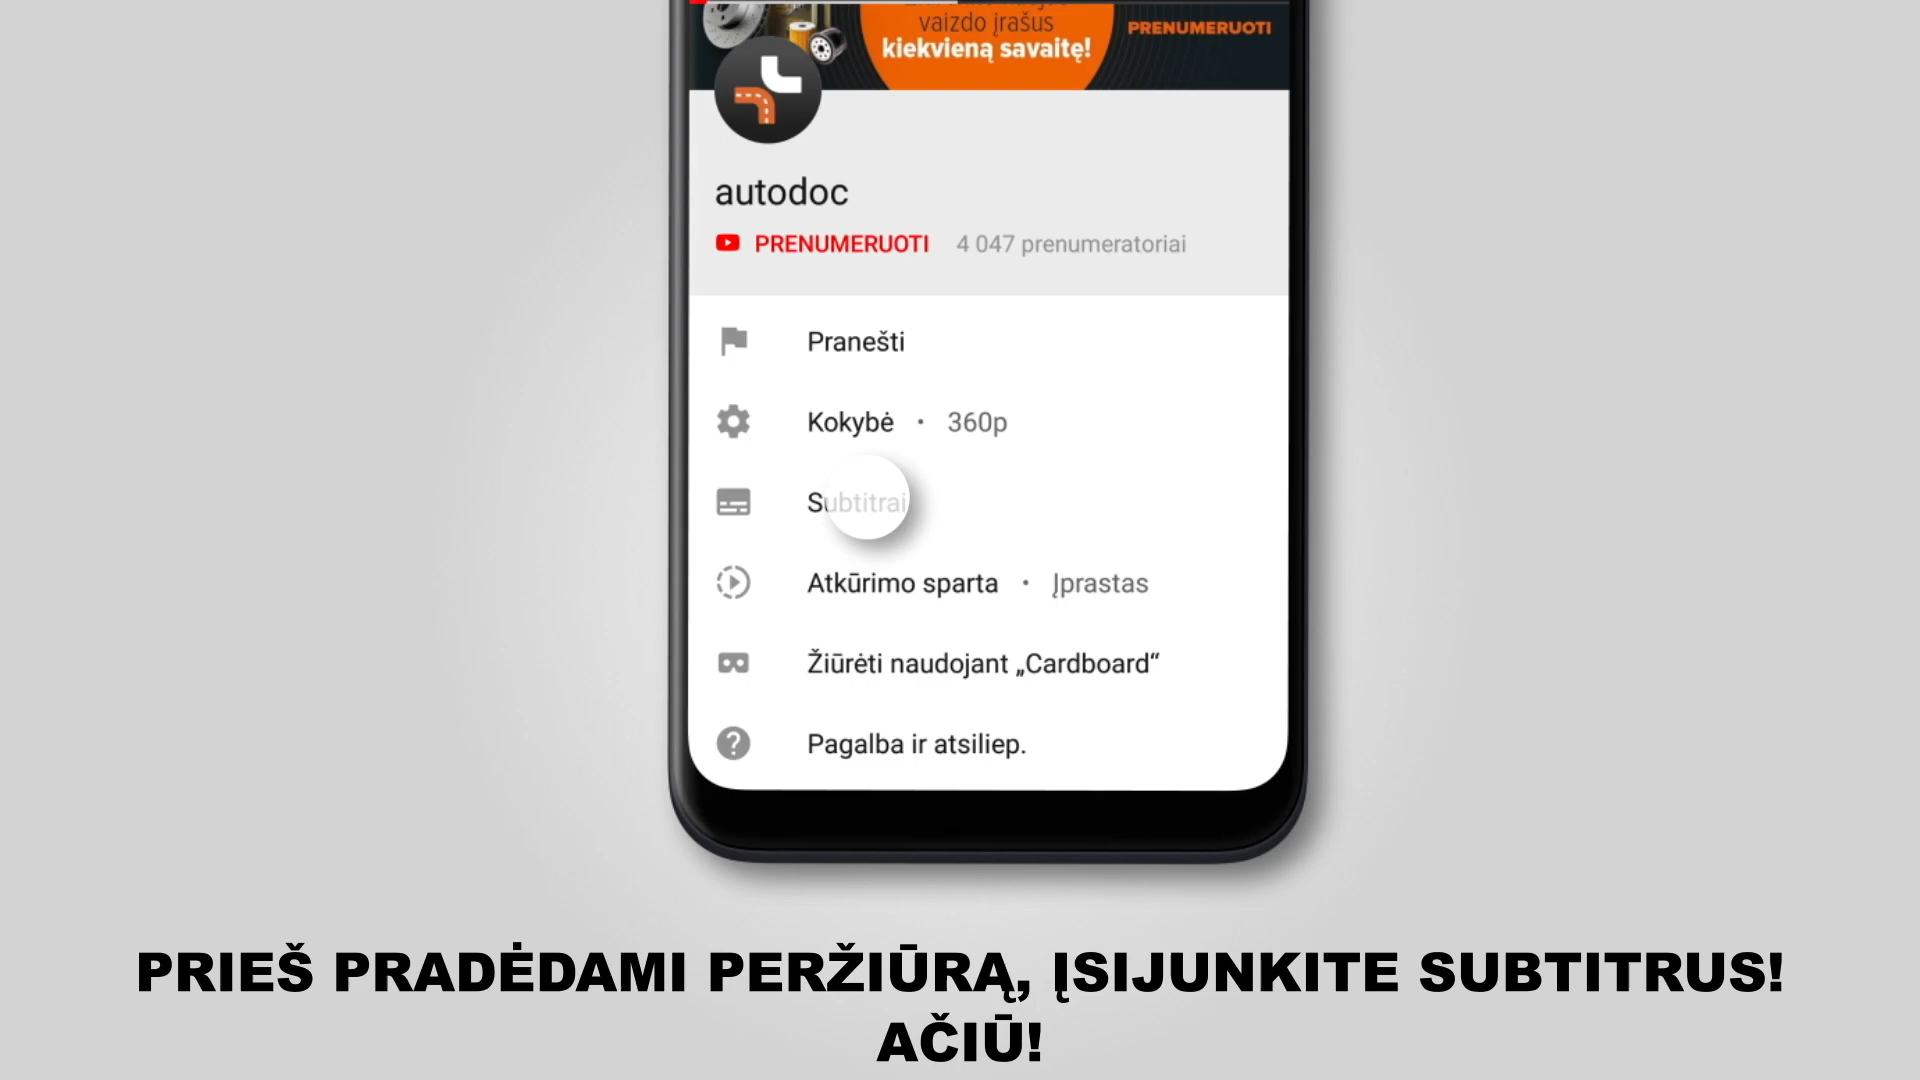 vaizdo įrašus
kiekvieną savaitę!
PRENUMERUOTI
autodoc
PRENUMERUOTI 4 047 prenumeratoriai
Pranešti
Kokybė • 360p
Subtitrai
Atkūrimo sparta • Įprastas
Žiūrėti naudojant „Cardboard“
Pagalba ir atsiliep.
PRIEŠ PRADĖDAMI PERŽIŪRĄ, ĮSIJUNKITE SUBTITRUS!
AČIŪ!